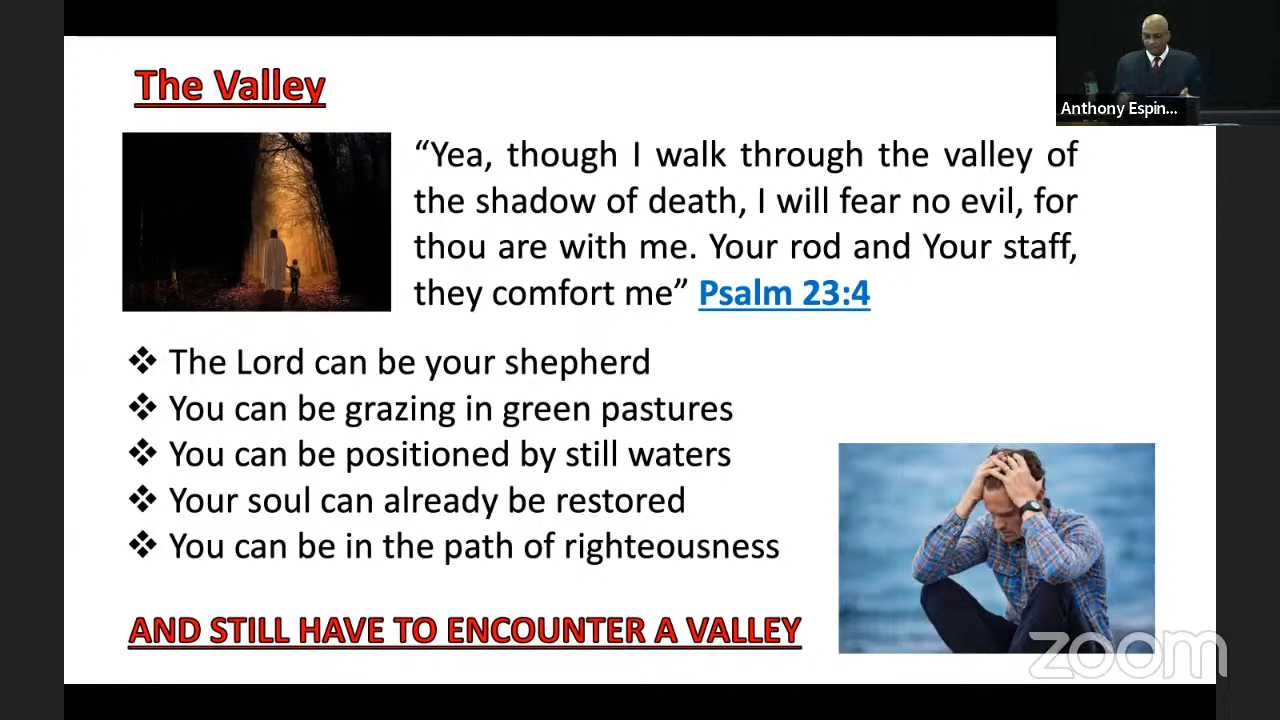 The Valley
Anthony Espin...
“Yea, though I walk through the valley of
the shadow of death, I will fear no evil, for
thou are with me. Your rod and Your staff,
they comfort me” Psalm 23:4
❖ The Lord can be your shepherd
❖ You can be grazing in green pastures
❖ You can be positioned by still waters
❖ Your soul can already be restored
❖ You can be in the path of righteousness
AND STILL HAVE TO ENCOUNTER A VALLEY
zoom